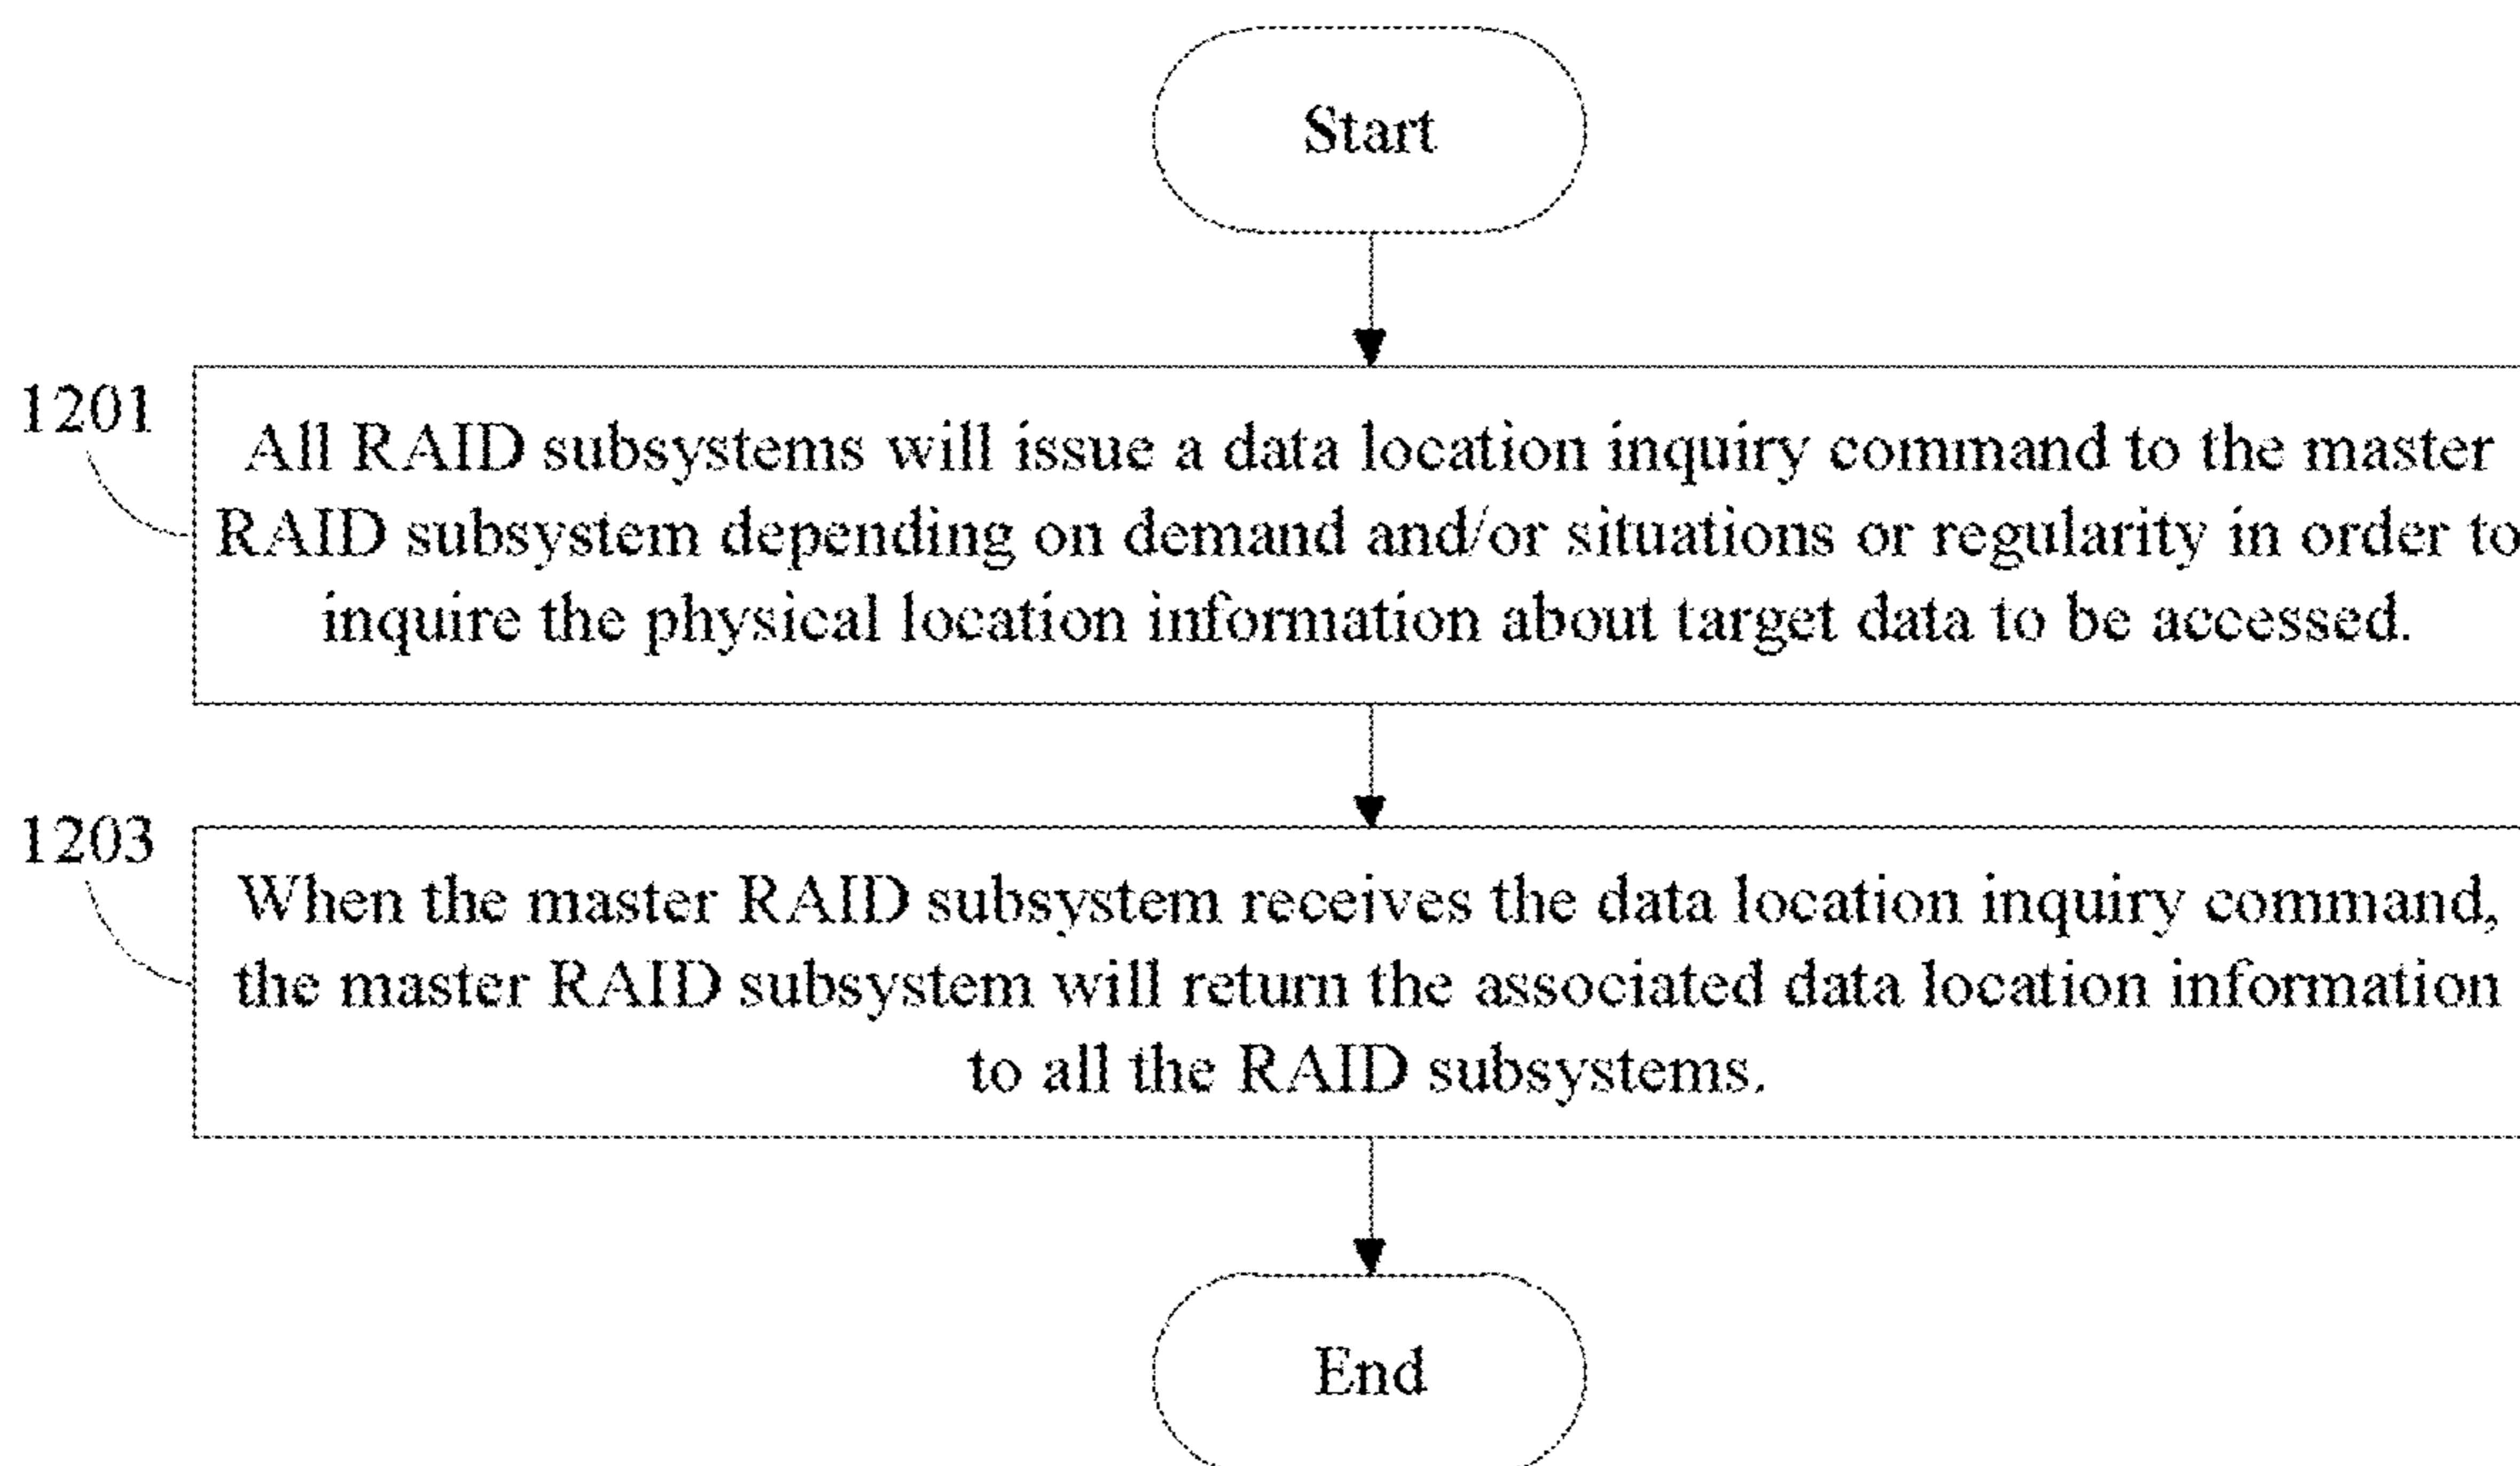 Start
1201
All RAID subsystems will issue a data location inquiry command to the master
RAID subsystem depending on demand and/or situations or regularity in order to
inquire the physical location information about target data to be accessed.
1203
When the master RAID subsystem receives the data location inquiry command,
the master RAID subsystem will return the associated data location information
to all the RAID subsystems.
End